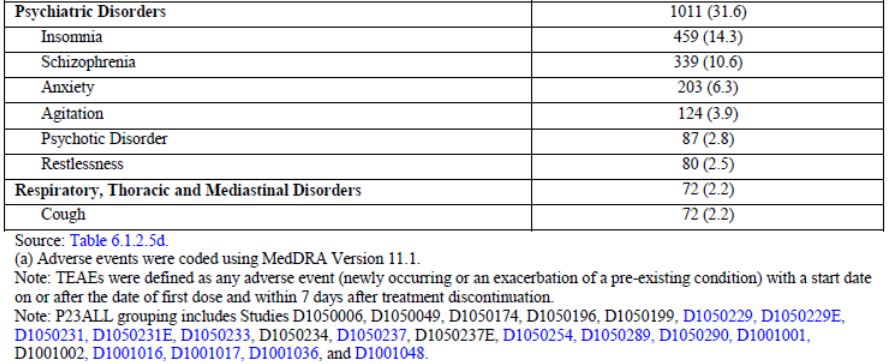 Psychiatric Disorders 1011 (31.6)
Insomnia 459 (14.3)
Schizophrenia 339 (10.6)
Anxiety 203 (6.3)
Agitation 124 (3.9)
Psychotic Disorder 87 (2.8)
Restlessness 80 (2.5)
Respiratory, Thoracic and Mediastinal Disorders 72 (2.2)
Cough 72 (2.2)
Source: Table 6.1.2.5d.
(a) Adverse events were coded using MedDRA Version 11.1.
Note: TEAEs were defined as any adverse event (newly occurring or an exacerbation of a pre-existing condition) with a start date
on or after the date of first dose and within 7 days after treatment discontinuation.
Note: P23ALL grouping includes Studies D1050006, D1050049, D1050174, D1050196, D1050199, D1050229, D1050229E,
D1050231, D1050231E, D1050233, D1050234, D1050237, D1050237E, D1050254, D1050289, D1050290, D1001001,
D1001002, D1001016, D1001017, D1001036, and D1001048.